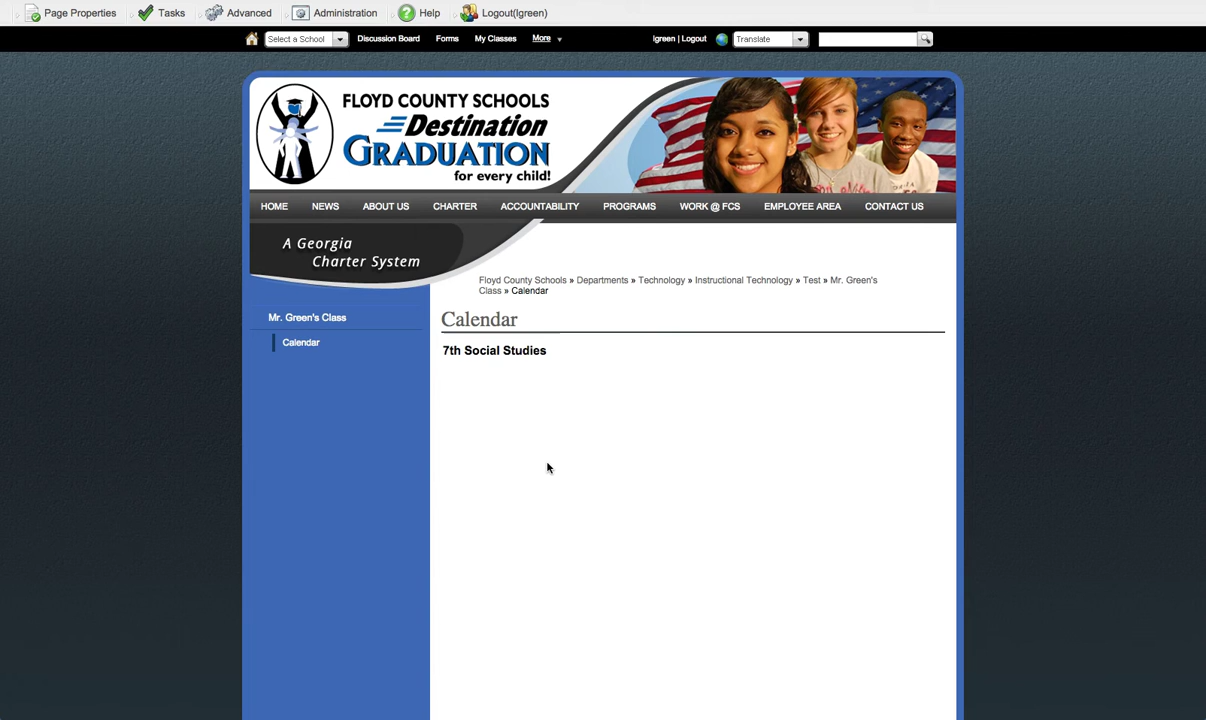 Page Properties Tasks Advanced Administration Help Logout(lgreen)
Select a School Discussion Board Forms My Classes More lgreen | Logout Translate
FLOYD COUNTY SCHOOLS
Destination
GRADUATION
for every child!
HOME NEWS ABOUT US CHARTER ACCOUNTABILITY PROGRAMS WORK @ FCS EMPLOYEE AREA CONTACT US
A Georgia
Charter System
Floyd County Schools » Departments » Technology » Instructional Technology » Test » Mr. Green's
Class » Calendar
Mr. Green's Class
Calendar
Calendar
7th Social Studies